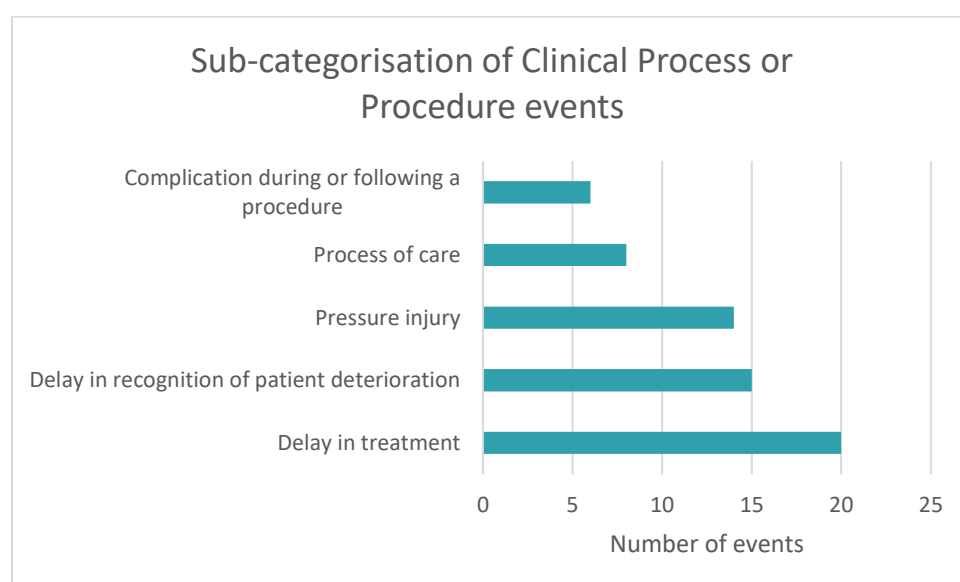 Sub-categorisation of Clinical Process or
Procedure events
Complication during or following a
procedure
Process of care
Pressure injury
Delay in recognition of patient deterioration
Delay in treatment
0 5 10 15 20 25
Number of events